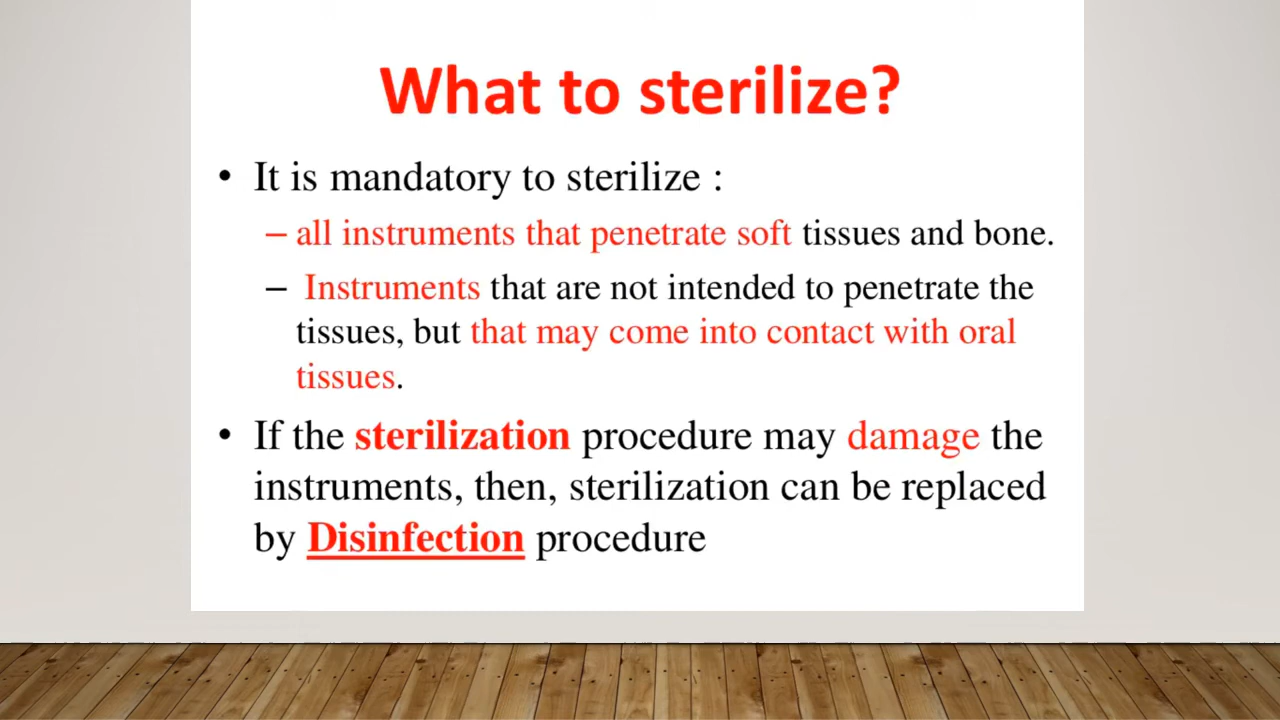 What to sterilize?
• It is mandatory to sterilize :
– all instruments that penetrate soft tissues and bone.
– Instruments that are not intended to penetrate the
tissues, but that may come into contact with oral
tissues.
• If the sterilization procedure may damage the
instruments, then, sterilization can be replaced
by Disinfection procedure